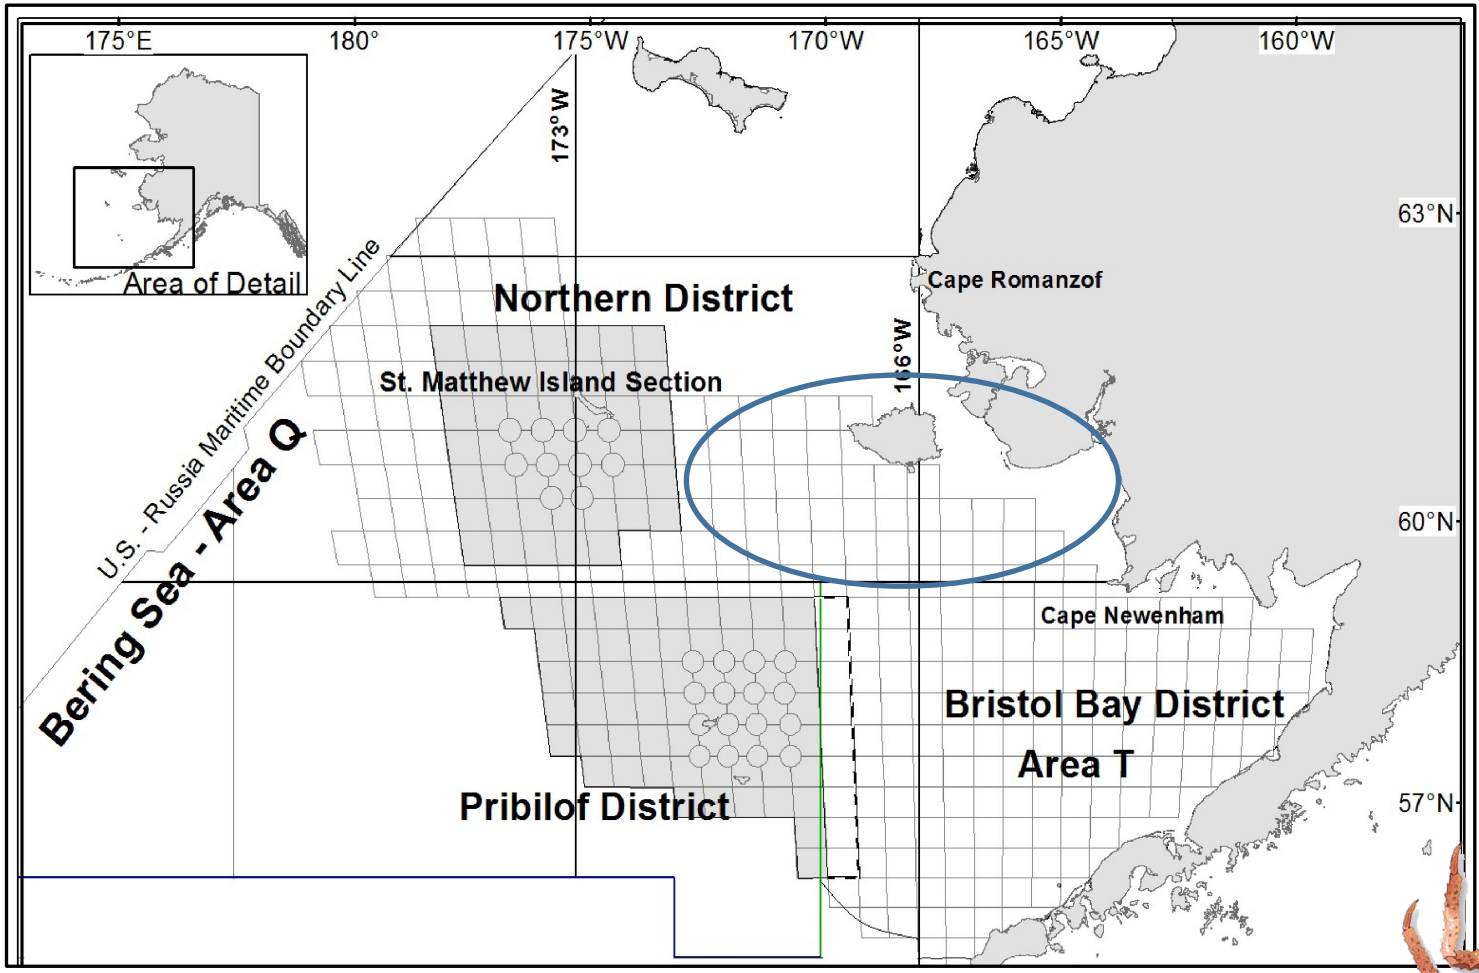 175°E
180°
175°W
170°W
165°W
160°W
173°W
63°N
Area of Detail
Northern District
Cape Romanzof
166°W
U.S. - Russia Maritime Boundary Line
St. Matthew Island Section
Bering Sea - Area Q
60°N
Cape Newenham
Bristol Bay District
Area T
Pribilof District
57°N